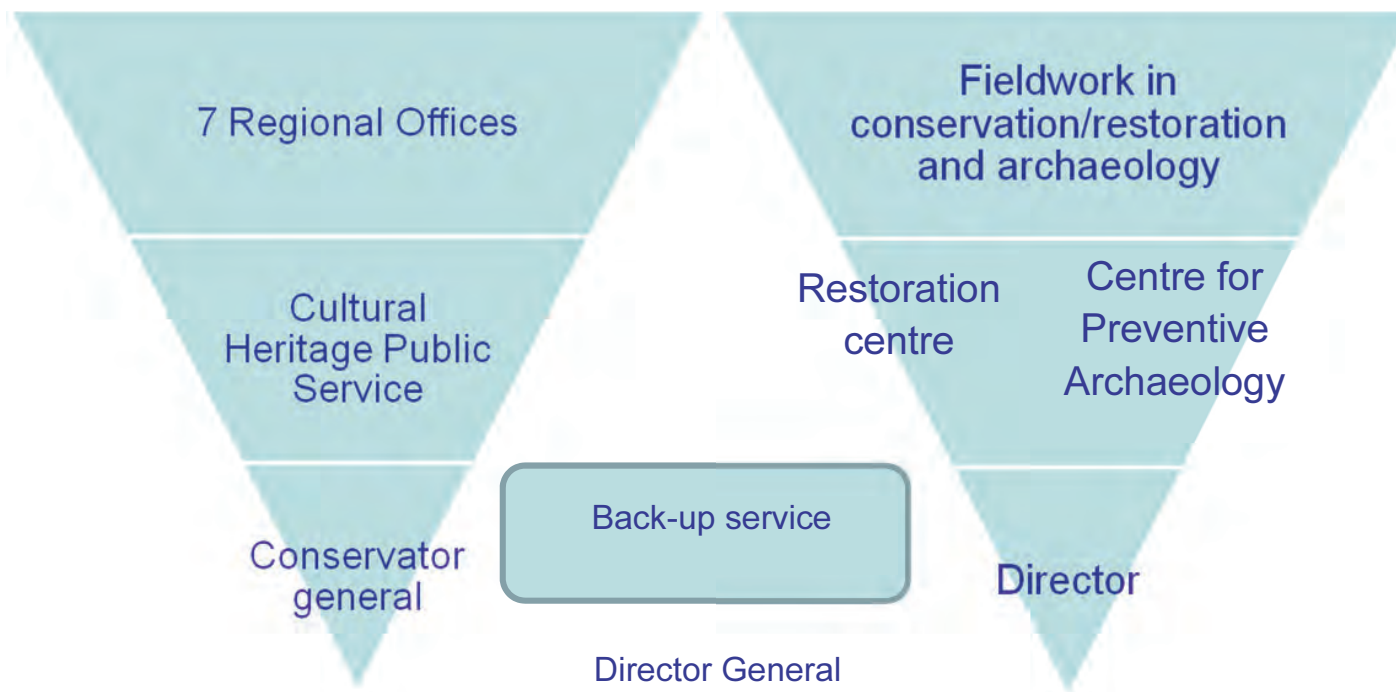 7 Regional Offices
Cultural
Heritage Public
Service
Conservator
general
Back-up service
Director General
Fieldwork in
conservation/restoration
and archaeology
Restoration
centre
Centre for
Preventive
Archaeology
Director